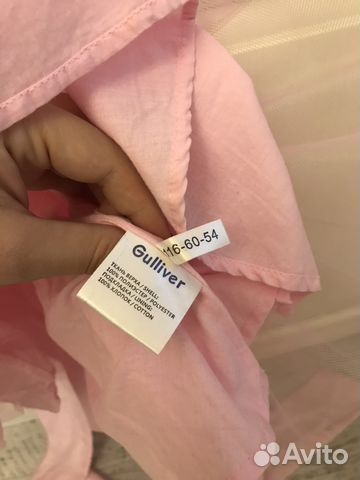 116-60-54
Gulliver
ТКАНЬ ВЕРХА / SHELL:
100% ПОЛИЭСТЕР / POLYESTER
ПОДКЛАДКА / LINING:
100% ХЛОПОК / COTTON
Avito